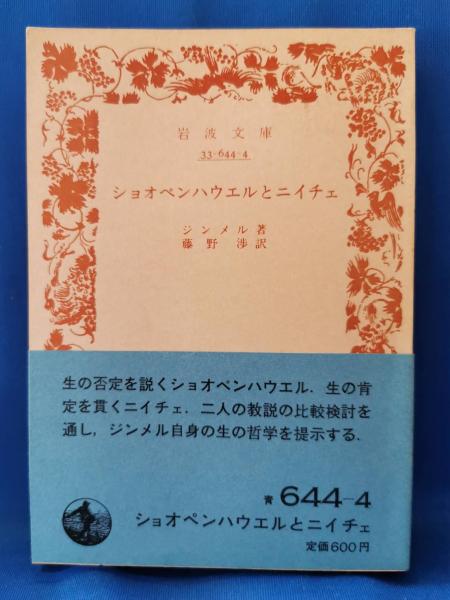 岩波文庫
33-644-4
ショオペンハウエルとニイチェ
ジンメル著
藤野渉訳
生の否定を説くショオペンハウエル．生の肯
定を貫くニイチェ．二人の教説の比較検討を
通し，ジンメル自身の生の哲学を提示する．
青 644-4
ショオペンハウエルとニイチェ
定価600円